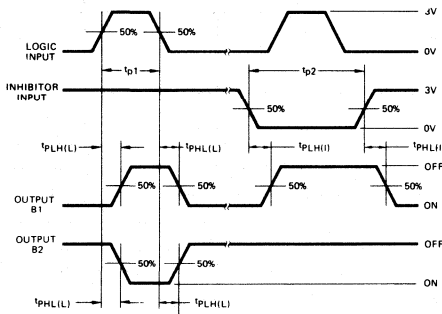 3V
LOGIC
INPUT
50%
50%
0V
tp1
tp2
INHIBITOR
INPUT
3V
50%
50%
0V
tPLH(L)
tPHL(L)
tPLH(I)
tPHL(I
OUTPUT
B1
OFF
50%
50%
50%
50%
ON
OUTPUT
B2
OFF
50%
50%
ON
tPHL(L)
tPLH(L)